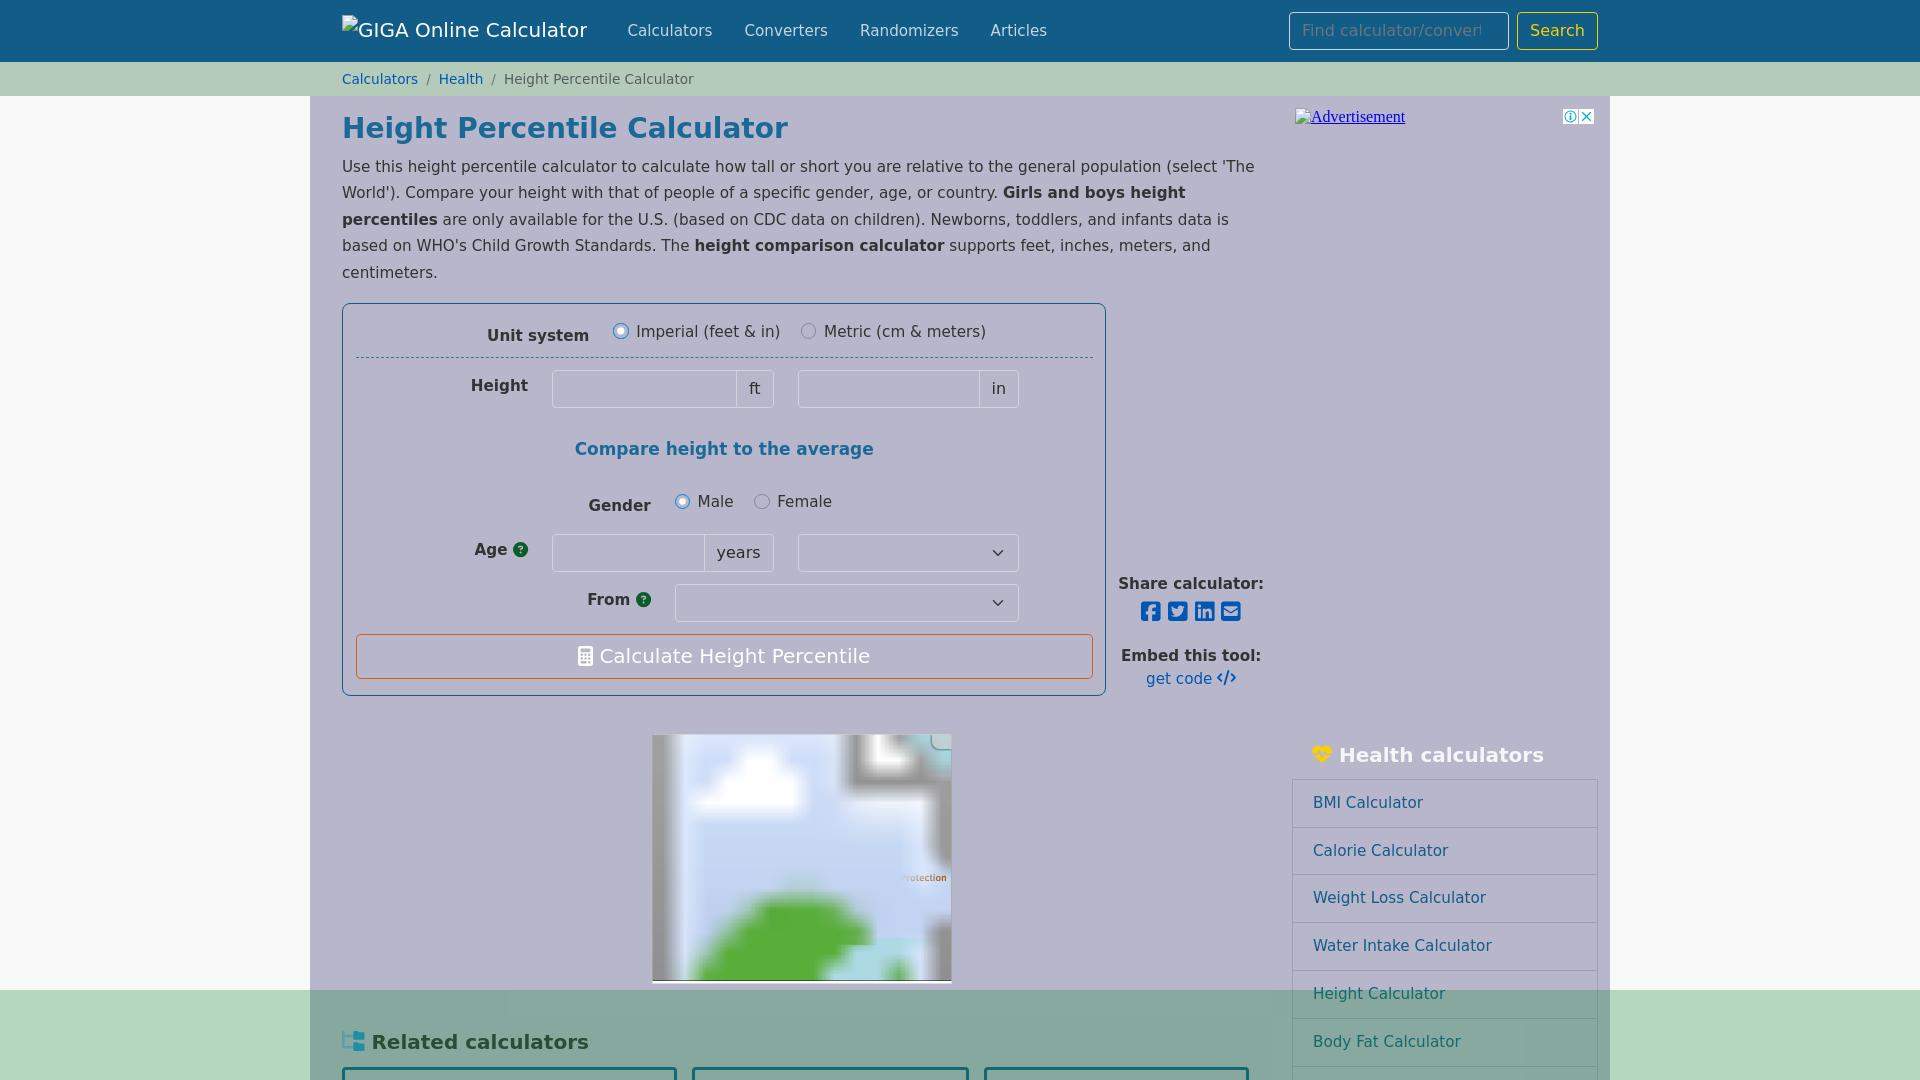 GIGA Online Calculator
Calculators
Converters
Randomizers
Articles
Find calculator/convert
Search
Calculators / Health / Height Percentile Calculator
Height Percentile Calculator
Use this height percentile calculator to calculate how tall or short you are relative to the general population (select 'The
World'). Compare your height with that of people of a specific gender, age, or country. Girls and boys height
percentiles are only available for the U.S. (based on CDC data on children). Newborns, toddlers, and infants data is
based on WHO's Child Growth Standards. The height comparison calculator supports feet, inches, meters, and
centimeters.
Advertisement
Unit system
Imperial (feet & in)
Metric (cm & meters)
Height
ft
in
Compare height to the average
Gender
Male
Female
Age
years
From
Calculate Height Percentile
Share calculator:
Embed this tool:
get code
Protection
Health calculators
BMI Calculator
Calorie Calculator
Weight Loss Calculator
Water Intake Calculator
Height Calculator
Body Fat Calculator
Related calculators